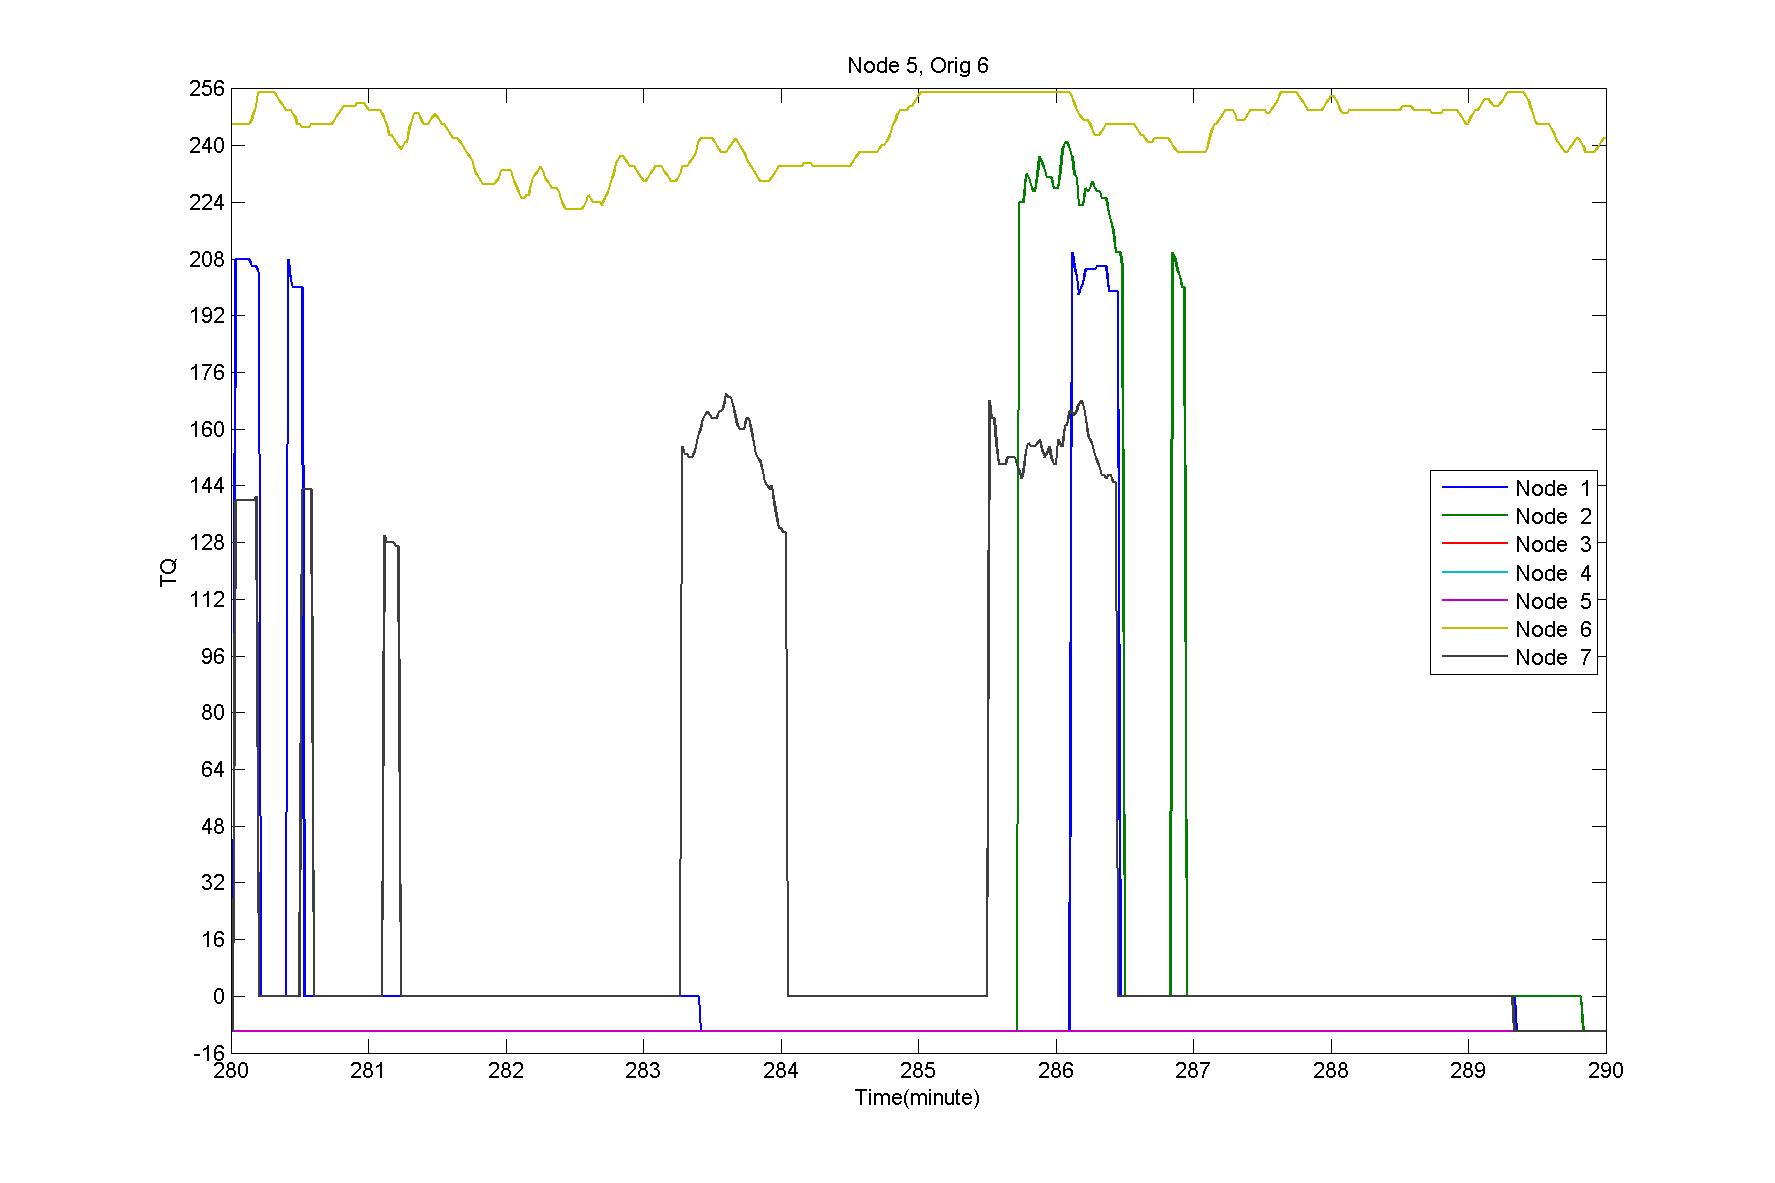 Node 5, Orig 6
256
240
224
208
192
176
160
144
128
112
96
80
64
48
32
16
0
-16
TQ
Node 1
Node 2
Node 3
Node 4
Node 5
Node 6
Node 7
280 281 282 283 284 285 286 287 288 289 290
Time(minute)